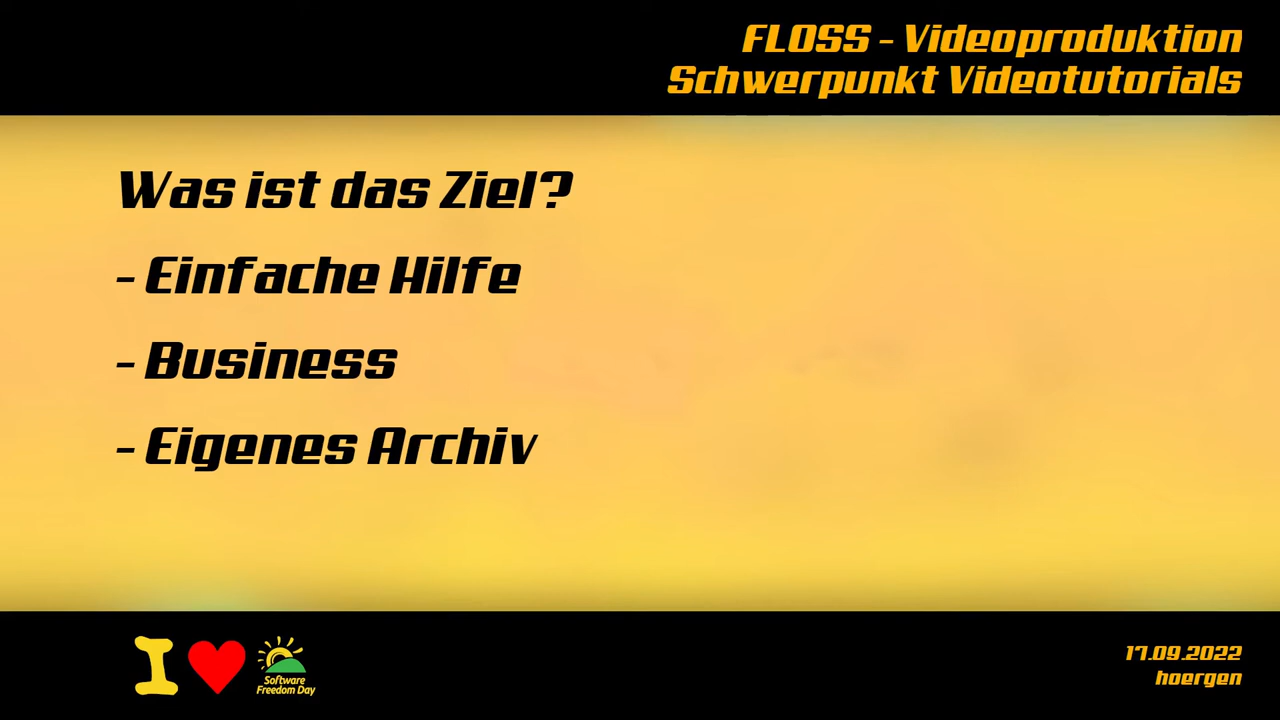 FLOSS - Videoproduktion
Schwerpunkt Videotutorials
Was ist das Ziel?
- Einfache Hilfe
- Business
- Eigenes Archiv
I
Software
Freedom Day
17.09.2022
hoergen